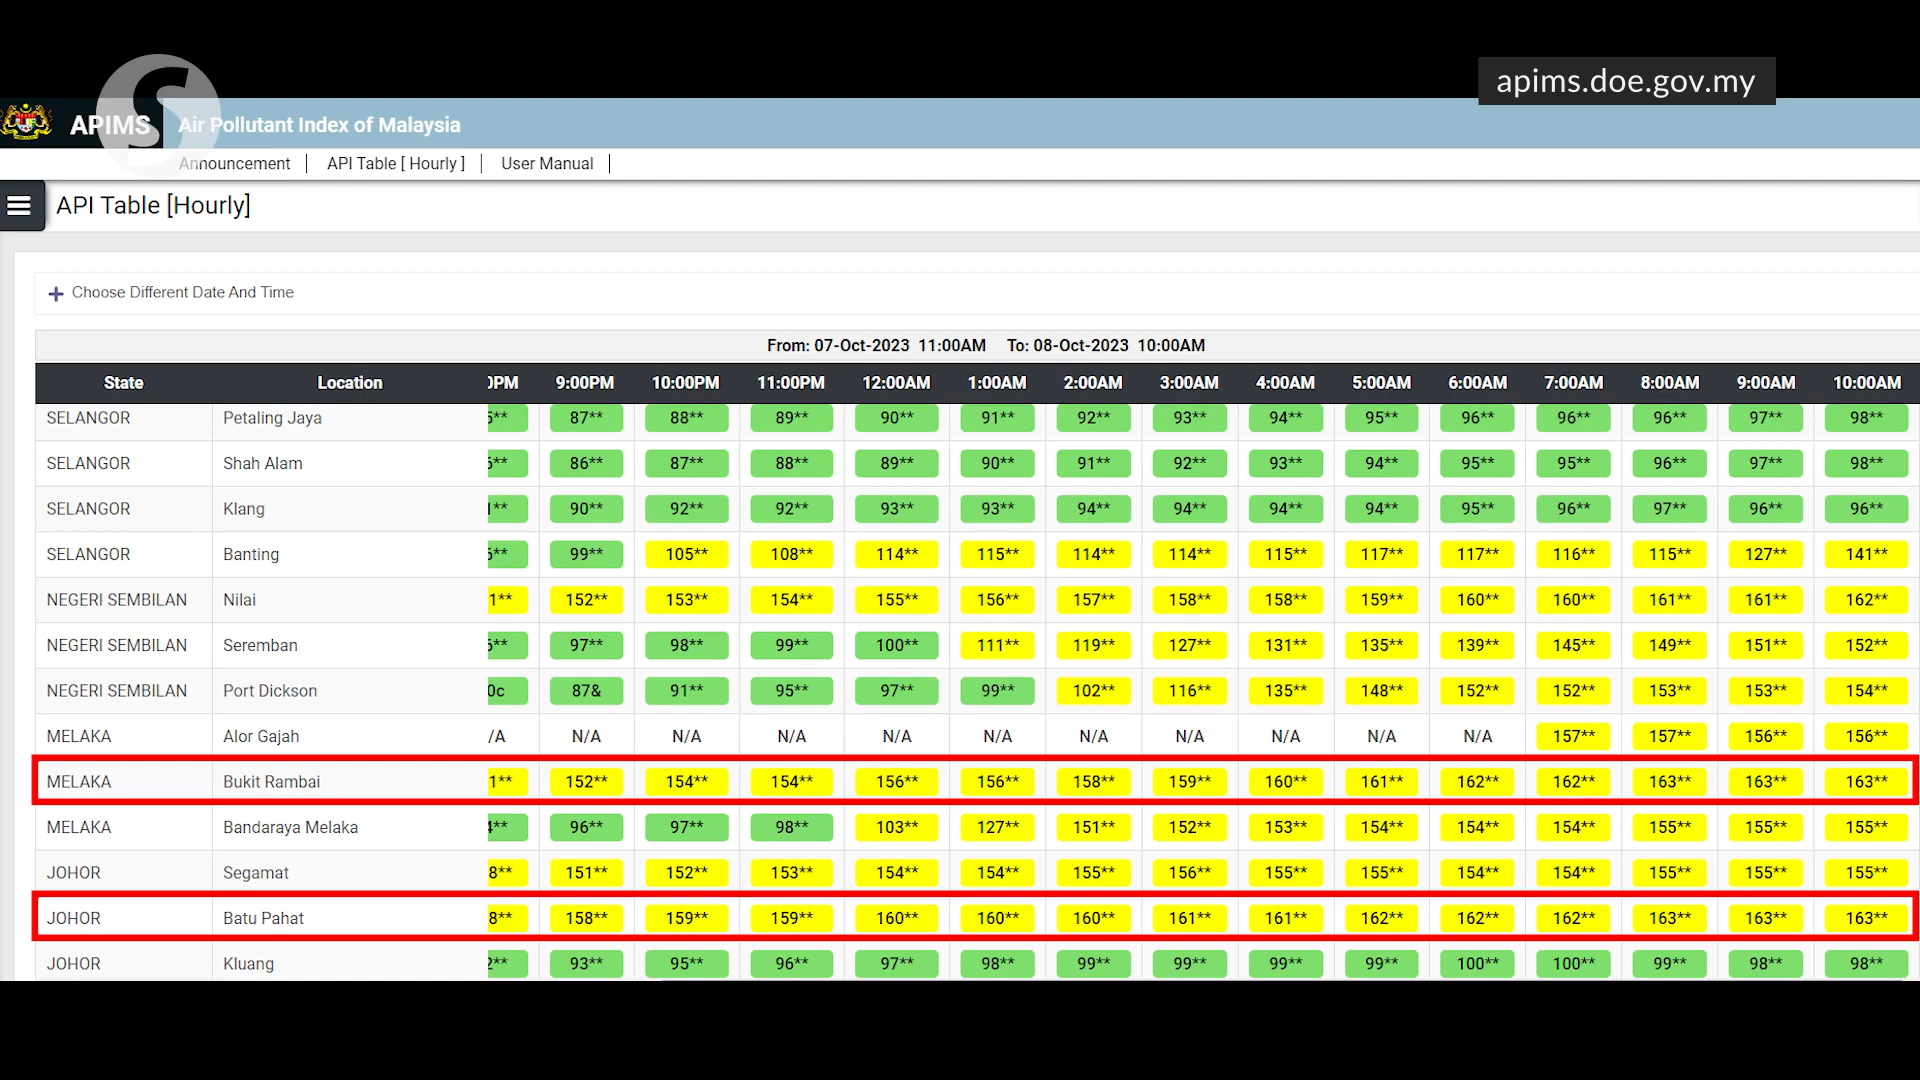 apims.doe.gov.my
S
APIMS Air Pollutant Index of Malaysia
Announcement API Table [ Hourly ] User Manual
API Table [Hourly]
+ Choose Different Date And Time
From: 07-Oct-2023 11:00AM To: 08-Oct-2023 10:00AM
State Location 9:00PM 10:00PM 11:00PM 12:00AM 1:00AM 2:00AM 3:00AM 4:00AM 5:00AM 6:00AM 7:00AM 8:00AM 9:00AM 10:00AM
SELANGOR Petaling Jaya 87** 88** 89** 90** 91** 92** 93** 94** 95** 96** 96** 96** 97** 98**
SELANGOR Shah Alam 86** 87** 88** 89** 90** 91** 92** 93** 94** 95** 95** 96** 97** 98**
SELANGOR Klang 90** 92** 92** 93** 93** 94** 94** 94** 94** 95** 96** 97** 96** 96**
SELANGOR Banting 99** 105** 108** 114** 115** 114** 114** 115** 117** 117** 116** 115** 127** 141**
NEGERI SEMBILAN Nilai 1** 152** 153** 154** 155** 156** 157** 158** 158** 159** 160** 160** 161** 161** 162**
NEGERI SEMBILAN Seremban 97** 98** 99** 100** 111** 119** 127** 131** 135** 139** 145** 149** 151** 152**
NEGERI SEMBILAN Port Dickson 0c 87& 91** 95** 97** 99** 102** 116** 135** 148** 152** 152** 153** 153** 154**
MELAKA Alor Gajah /A N/A N/A N/A N/A N/A N/A N/A N/A N/A N/A 157** 157** 156** 156**
MELAKA Bukit Rambai 1** 152** 154** 154** 156** 156** 158** 159** 160** 161** 162** 162** 163** 163** 163**
MELAKA Bandaraya Melaka 96** 97** 98** 103** 127** 151** 152** 153** 154** 154** 154** 155** 155** 155**
JOHOR Segamat 8** 151** 152** 153** 154** 154** 155** 156** 155** 155** 154** 154** 155** 155** 155**
JOHOR Batu Pahat 8** 158** 159** 159** 160** 160** 160** 161** 161** 162** 162** 162** 163** 163** 163**
JOHOR Kluang 93** 95** 96** 97** 98** 99** 99** 99** 99** 100** 100** 99** 98** 98**